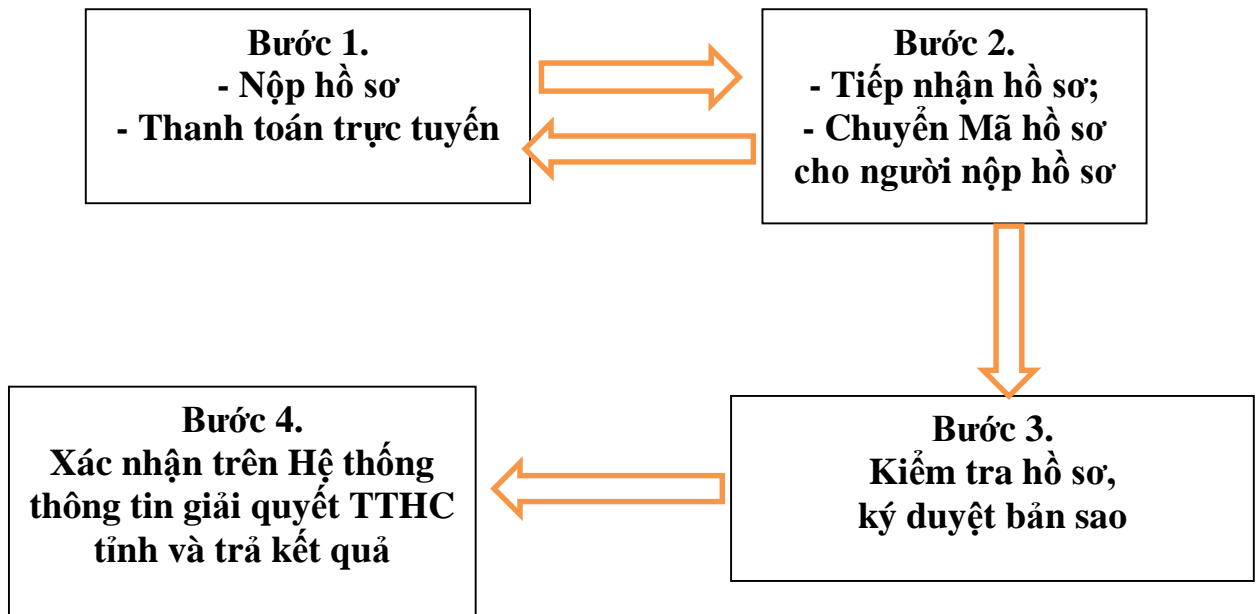 Bước 1.
- Nộp hồ sơ
- Thanh toán trực tuyến
Bước 2.
- Tiếp nhận hồ sơ;
- Chuyển Mã hồ sơ
cho người nộp hồ sơ
Bước 3.
Kiểm tra hồ sơ,
ký duyệt bản sao
Bước 4.
Xác nhận trên Hệ thống
thông tin giải quyết TTHC
tỉnh và trả kết quả